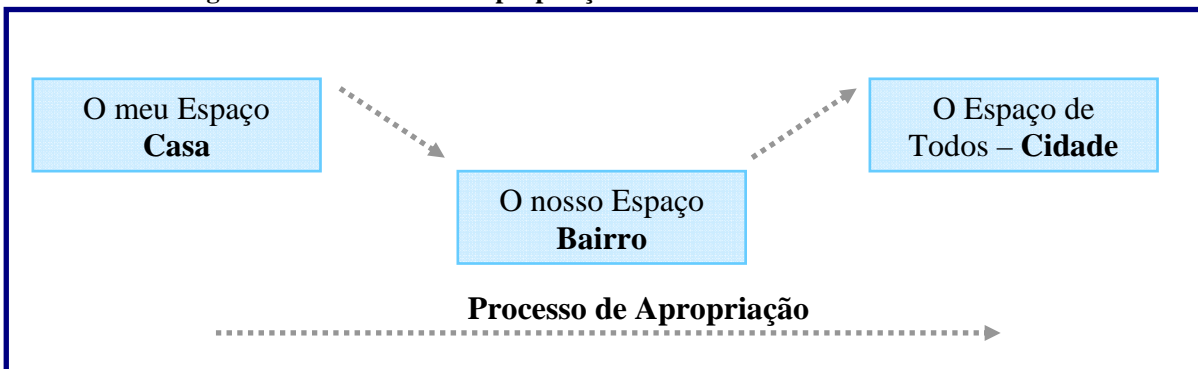 O meu Espaço
Casa
O Espaço de
Todos – Cidade
O nosso Espaço
Bairro
Processo de Apropriação